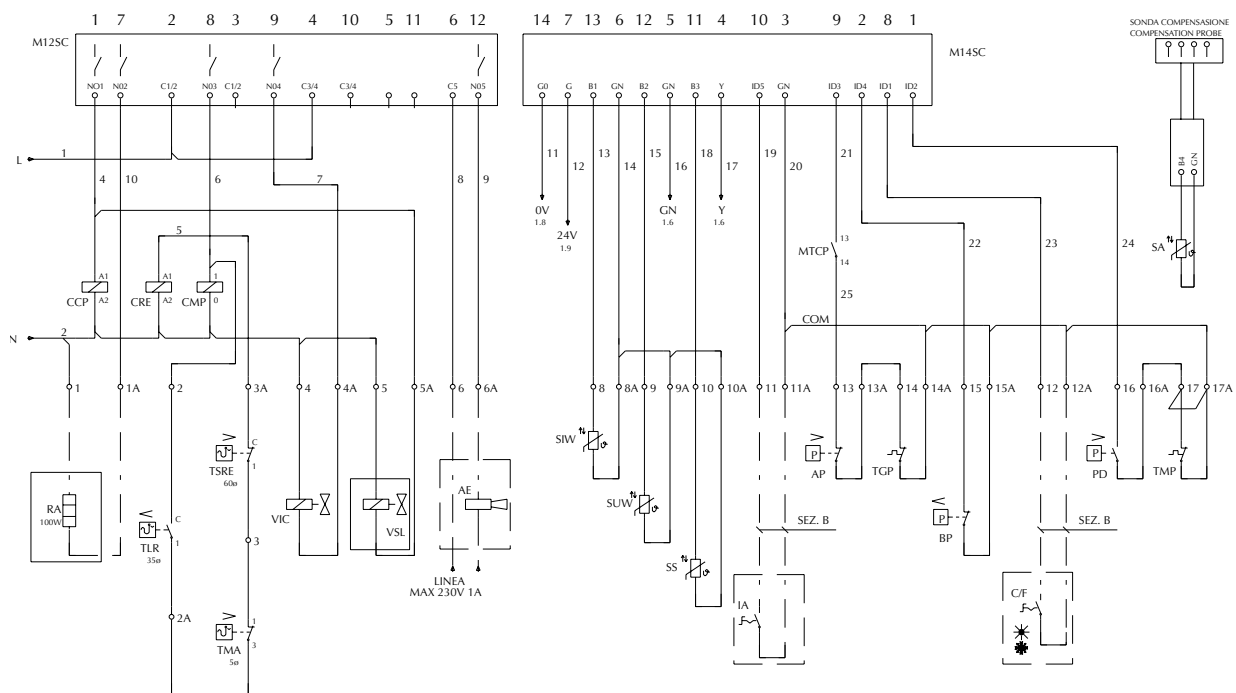 1 7 2 8 3 9 4 10 5 11 6 12 14 7 13 6 12 5 11 4 10 3 9 2 8 1
SONDA COMPENSASIONE
COMPENSATION PROBE
M12SC
M14SC
NO1 N02 C1/2 N03 C1/2 N04 C3/4 C3/4 C5 N05 G0 G B1 GN B2 GN B3 Y ID5 GN ID3 ID4 ID1 ID2
L 1
4 10 6 7 8 9
11 12 13 14 15 16 18 17 19 20 21
B4 GN
0V
1.8
24V
1.9
GN
1.6
Y
1.6
5
MTCP 13
14
22 23 24
SA
25
A1 A1 1
CCP A2 CRE A2 CMP 0
COM
N 2
1 1A 2 3A 4 4A 5 5A 6 6A 8 8A 9 9A 10 10A 11 11A 13 13A 14 14A 15 15A 12 12A 16 16A 17 17A
C
TSRE 1
60ø
SIW
P
AP
TGP
P
PD
TMP
RA
100W
C
TLR 1
35ø
VIC
VSL
AE
SUW
SEZ. B
P
BP
SEZ. B
3
SS
LINEA
MAX 230V 1A
IA
C/F
2A
1
TMA 3
5ø